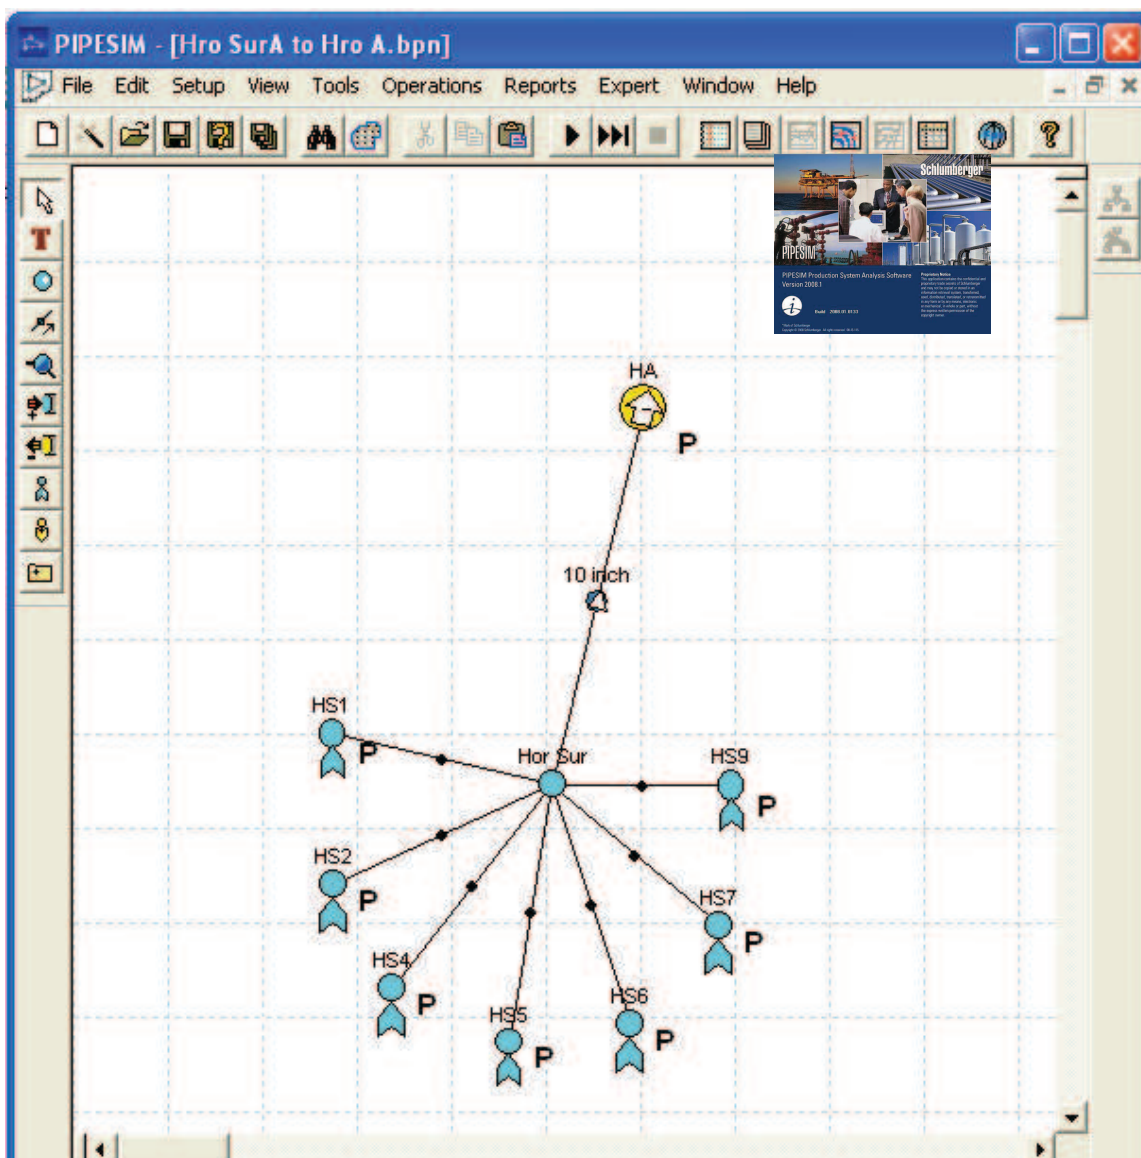 PIPESIM - [Hro SurA to Hro A.bpn]
File Edit Setup View Tools Operations Reports Expert Window Help
T
Schlumberger
PIPESIM
PIPESIM Production System Analysis Software
Version 2008.1
Proprietary Notice
HA
P
10 inch
HS1
P
Hor Sur
HS9
P
HS2
P
HS7
P
HS4
P
HS5
P
HS6
P